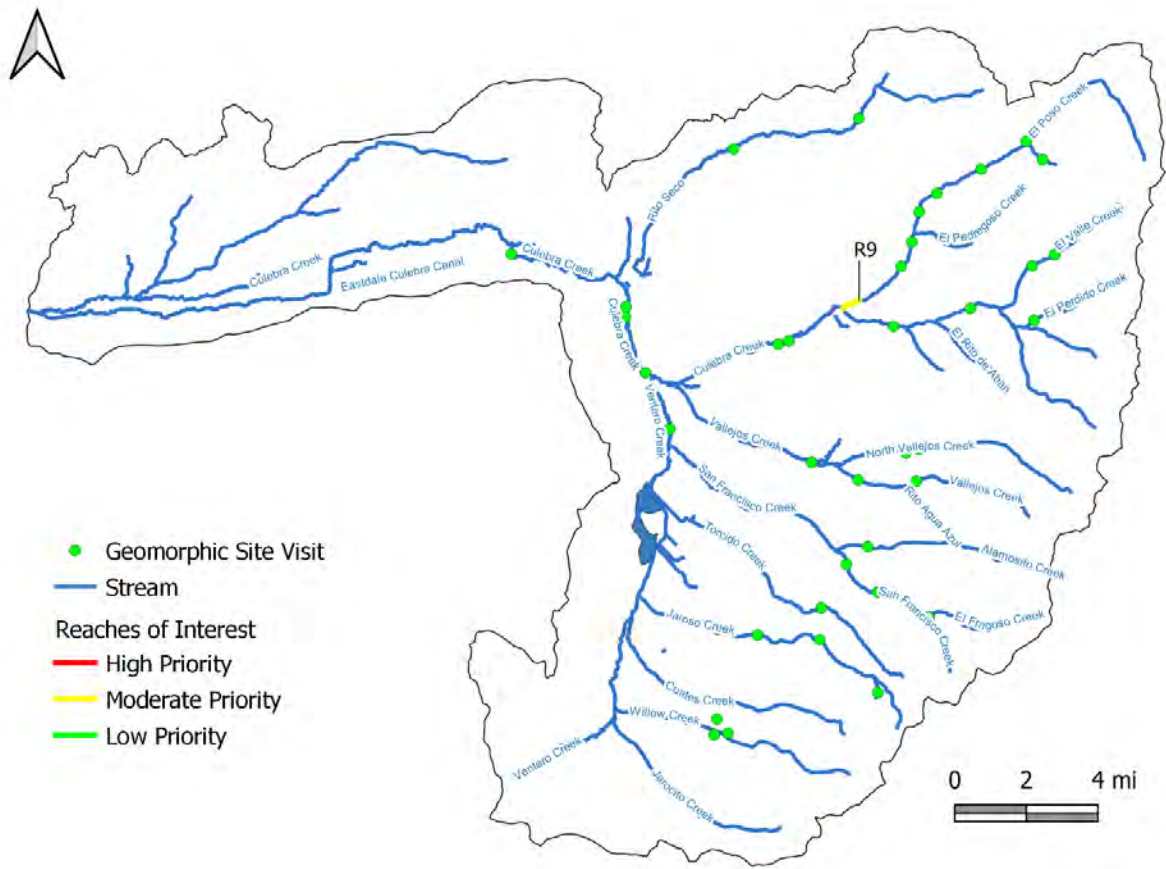 El Poso Creek
Rito Seco
El Pedregoso Creek
El Valle Creek
R9
Culebra Creek
Culebra Creek
Eastdale Culebra Canal
El Perdido Creek
Culebra Creek
El Rito de Aban
Culebra Creek
Ventero Creek
Vallejos Creek
North Vallejos Creek
San Francisco Creek
Vallejos Creek
Rito Agua Azul
Torcido Creek
Alamosito Creek
Geomorphic Site Visit
Stream
San Francisco Creek
El Fragoso Creek
Jaroso Creek
Reaches of Interest
High Priority
Cuates Creek
Moderate Priority
Willow Creek
Low Priority
Ventero Creek
Jarocito Creek
0 2 4 mi